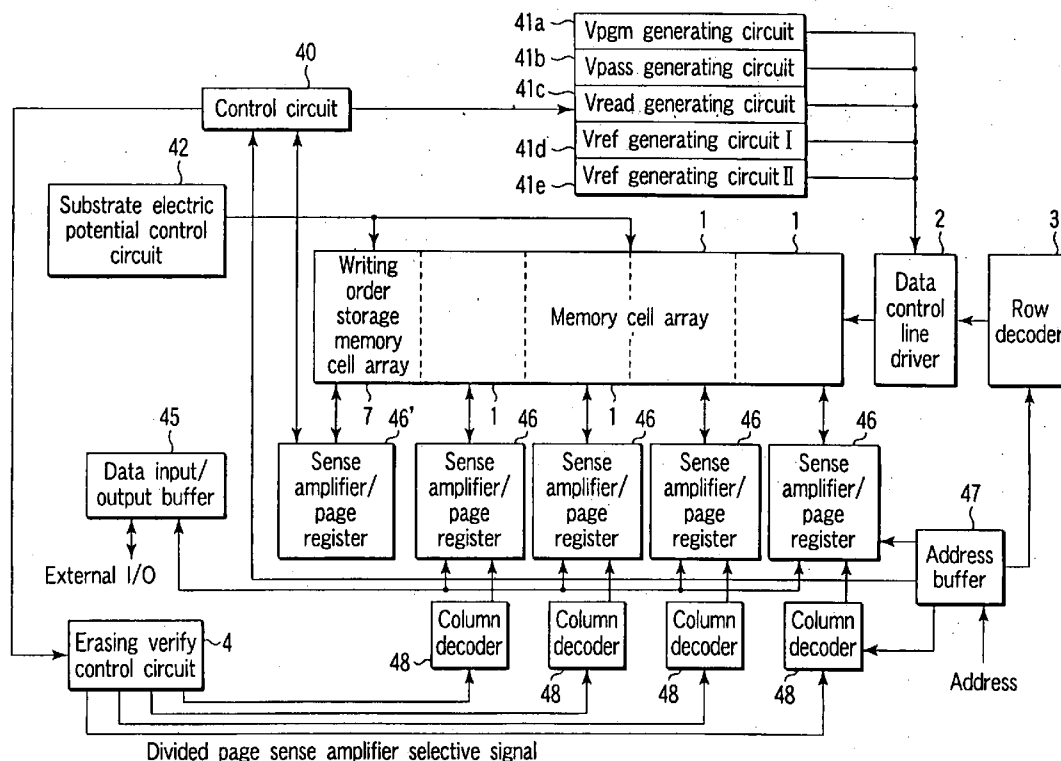 41a
Vpgm generating circuit
41b
Vpass generating circuit
40
41c
Control circuit
Vread generating circuit
41d
Vref generating circuit I
42
41e
Vref generating circuit II
Substrate electric
potential control
circuit
1
1
2
3
Writing
order
storage
memory
cell array
Memory cell array
Data
control
line
driver
Row
decoder
7
1
1
45
46'
46
46
46
46
Data input/
output buffer
Sense
amplifier/
page
register
Sense
amplifier/
page
register
Sense
amplifier/
page
register
Sense
amplifier/
page
register
Sense
amplifier/
page
register
47
Address
buffer
External I/O
Erasing verify
control circuit
4
Column
decoder
48
Column
decoder
48
Column
decoder
48
Column
decoder
48
Address
Divided page sense amplifier selective signal